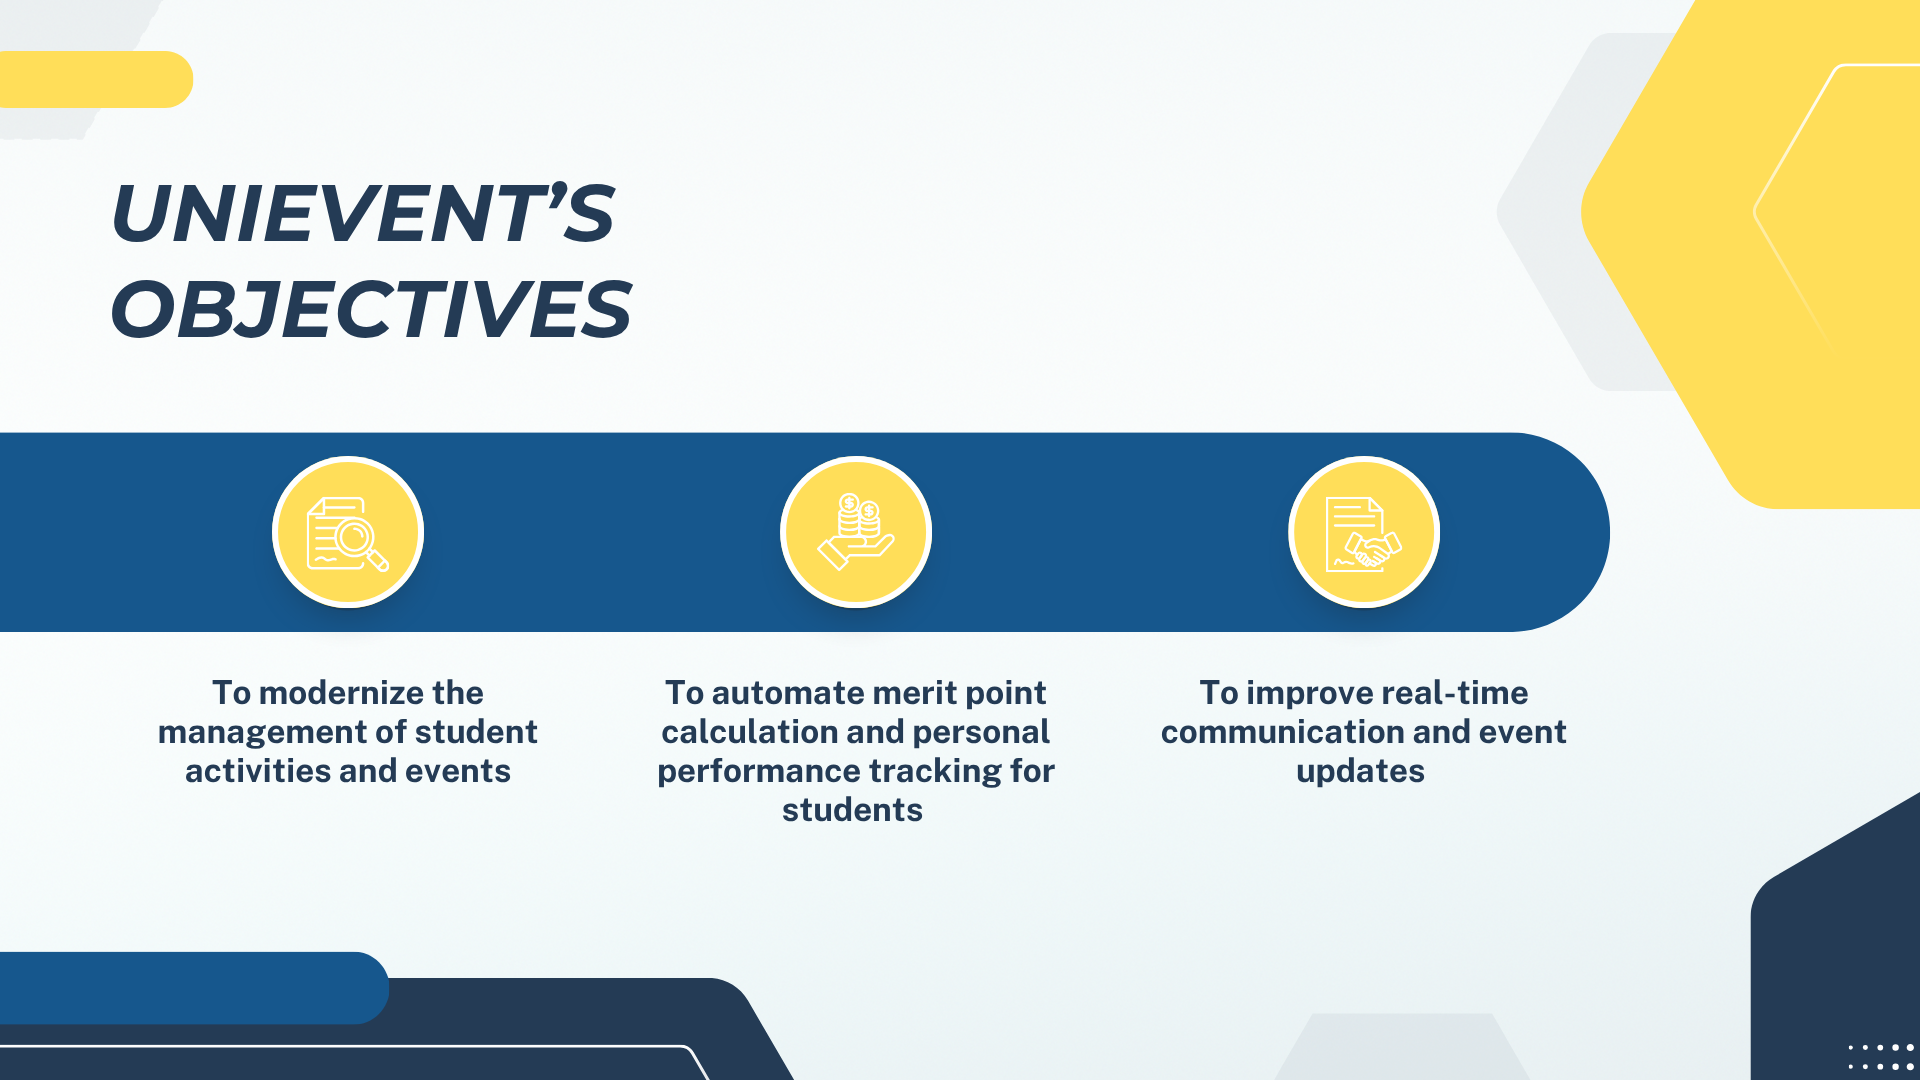 UNIEVENT’S
OBJECTIVES
$ $
To modernize the
management of student
activities and events
To automate merit point
calculation and personal
performance tracking for
students
To improve real-time
communication and event
updates